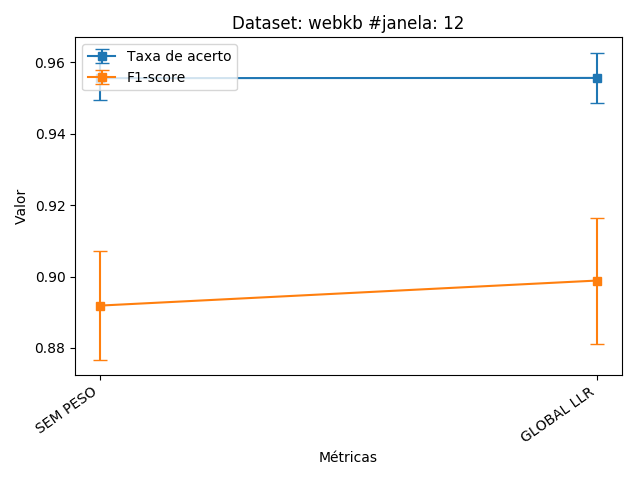 Dataset: webkb #janela: 12
Taxa de acerto
F1-score
0.96
0.94
0.92
0.90
0.88
Valor
SEM PESO
GLOBAL LLR
Métricas